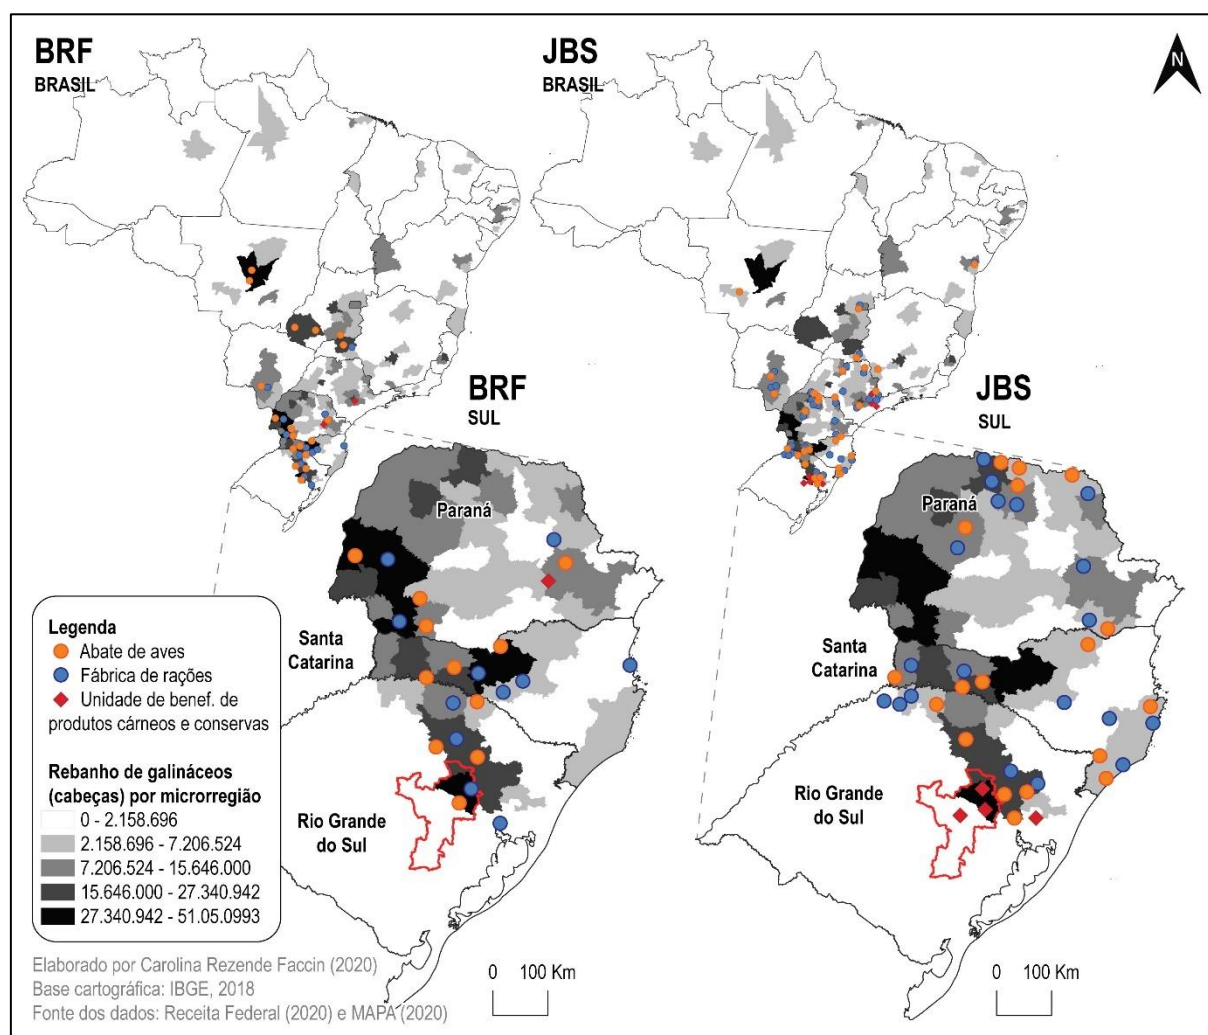 BRF
BRASIL
JBS
BRASIL
N
BRF
SUL
JBS
SUL
Paraná
Santa
Catarina
Rio Grande
do Sul
Paraná
Santa
Catarina
Rio Grande
do Sul
Legenda
Abate de aves
Fábrica de rações
Unidade de benef. de
produtos cárneos e conservas
Rebanho de galináceos
(cabeças) por microrregião
0 - 2.158.696
2.158.696 - 7.206.524
7.206.524 - 15.646.000
15.646.000 - 27.340.942
27.340.942 - 51.05.0993
Elaborado por Carolina Rezende Faccin (2020)
Base cartográfica: IBGE, 2018
Fonte dos dados: Receita Federal (2020) e MAPA (2020)
0 100 Km
0 100 Km